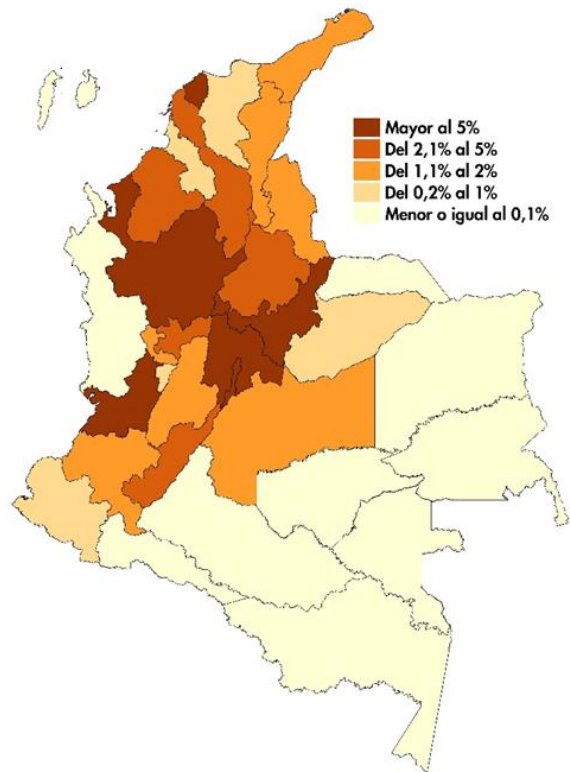 Mayor al 5%
Del 2,1% al 5%
Del 1,1% al 2%
Del 0,2% al 1%
Menor o igual al 0,1%